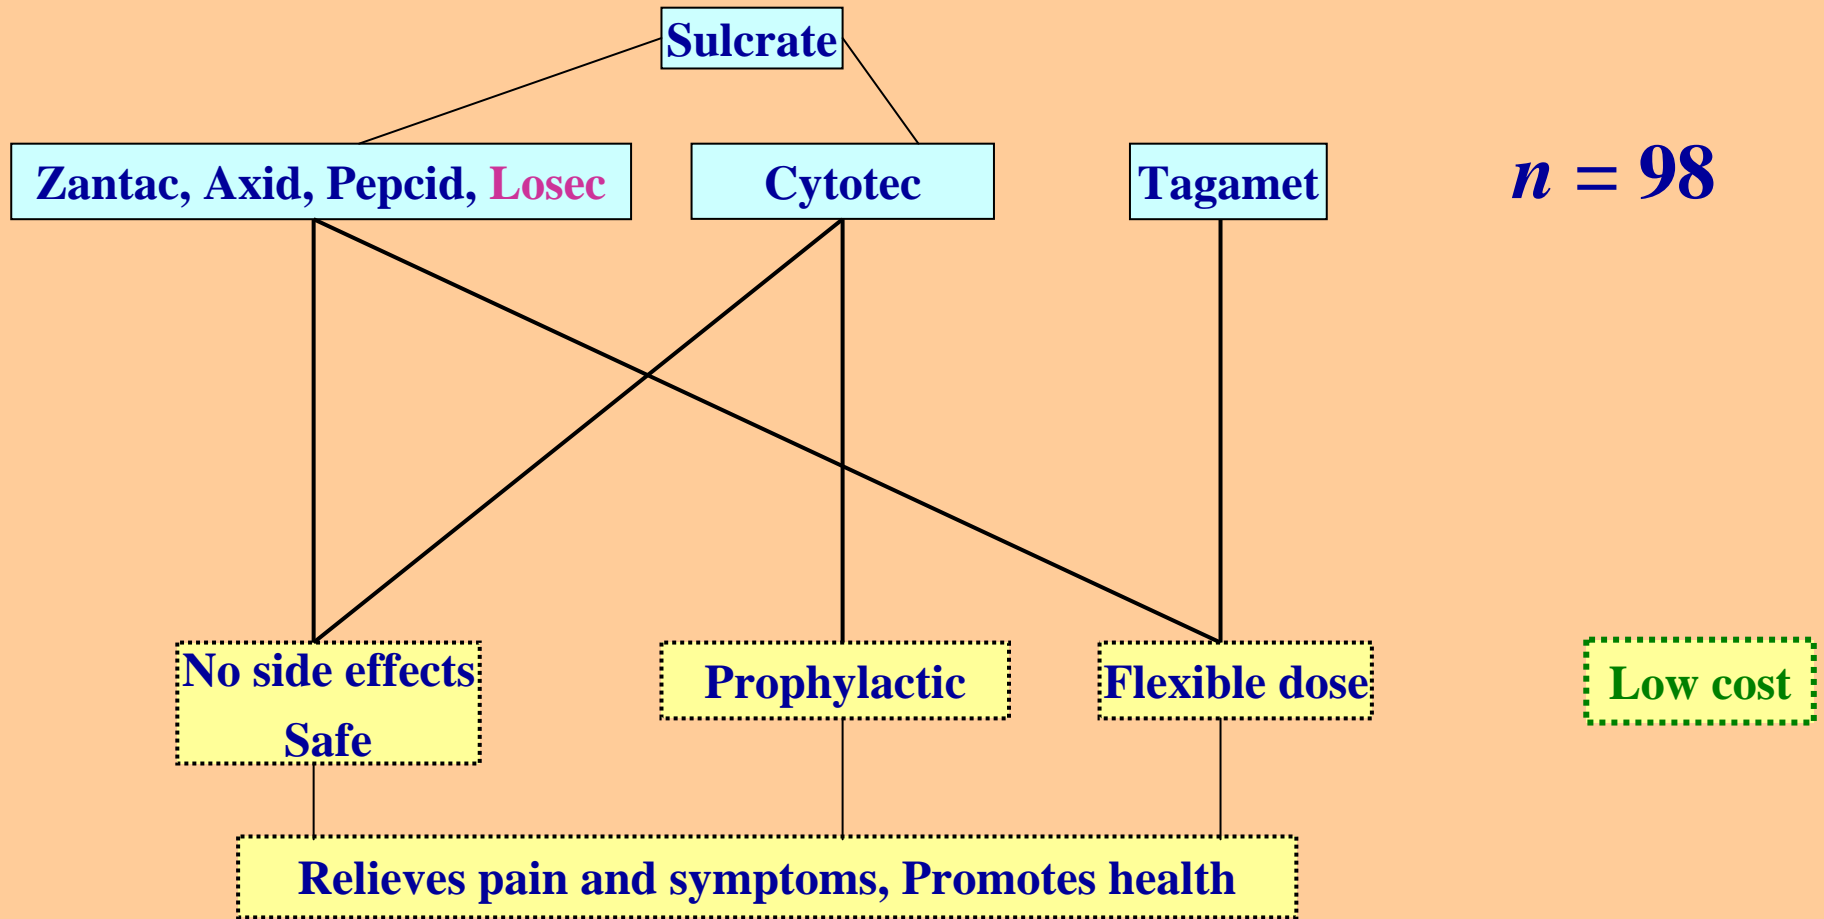 Sulcrate
Zantac, Axid, Pepcid, Losec
Cytotec
Tagamet
n = 98
No side effects
Safe
Prophylactic
Flexible dose
Low cost
Relieves pain and symptoms, Promotes health